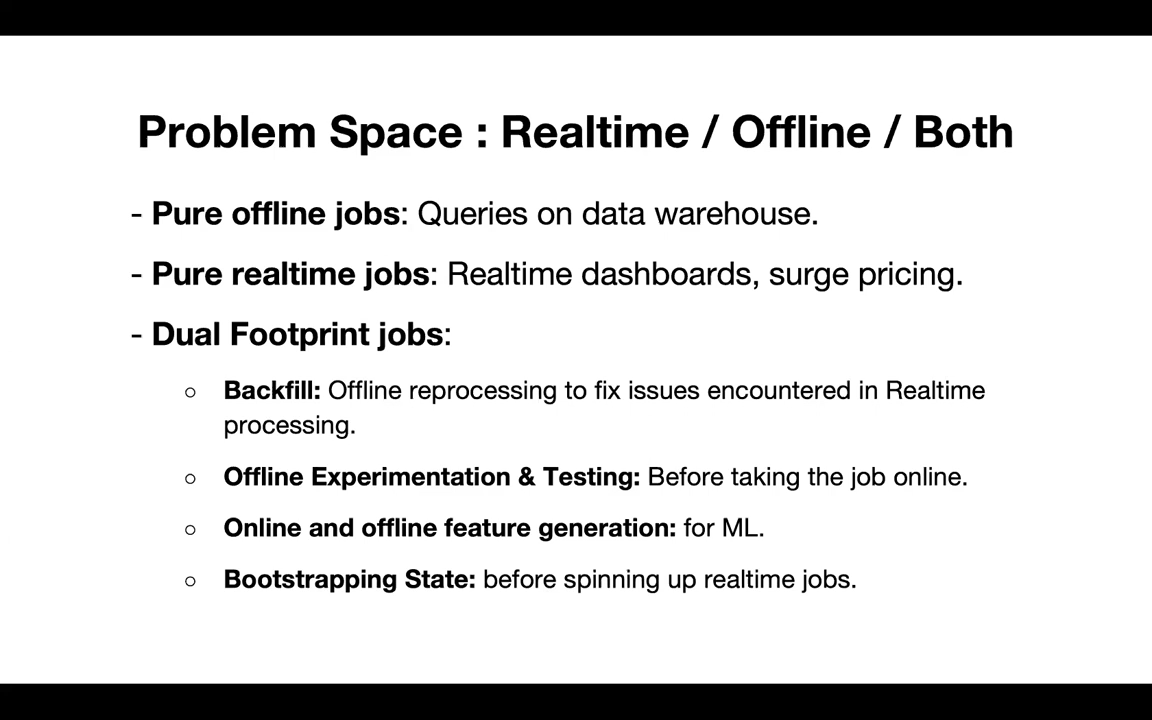 Problem Space : Realtime / Offline / Both
- Pure offline jobs: Queries on data warehouse.
- Pure realtime jobs: Realtime dashboards, surge pricing.
- Dual Footprint jobs:
○ Backfill: Offline reprocessing to fix issues encountered in Realtime
processing.
○ Offline Experimentation & Testing: Before taking the job online.
○ Online and offline feature generation: for ML.
○ Bootstrapping State: before spinning up realtime jobs.